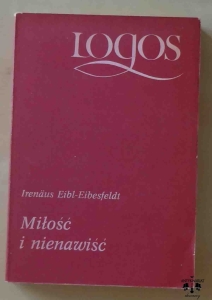 LOGOS
Irenäus Eibl-Eibesfeldt
Miłość
i nienawiść